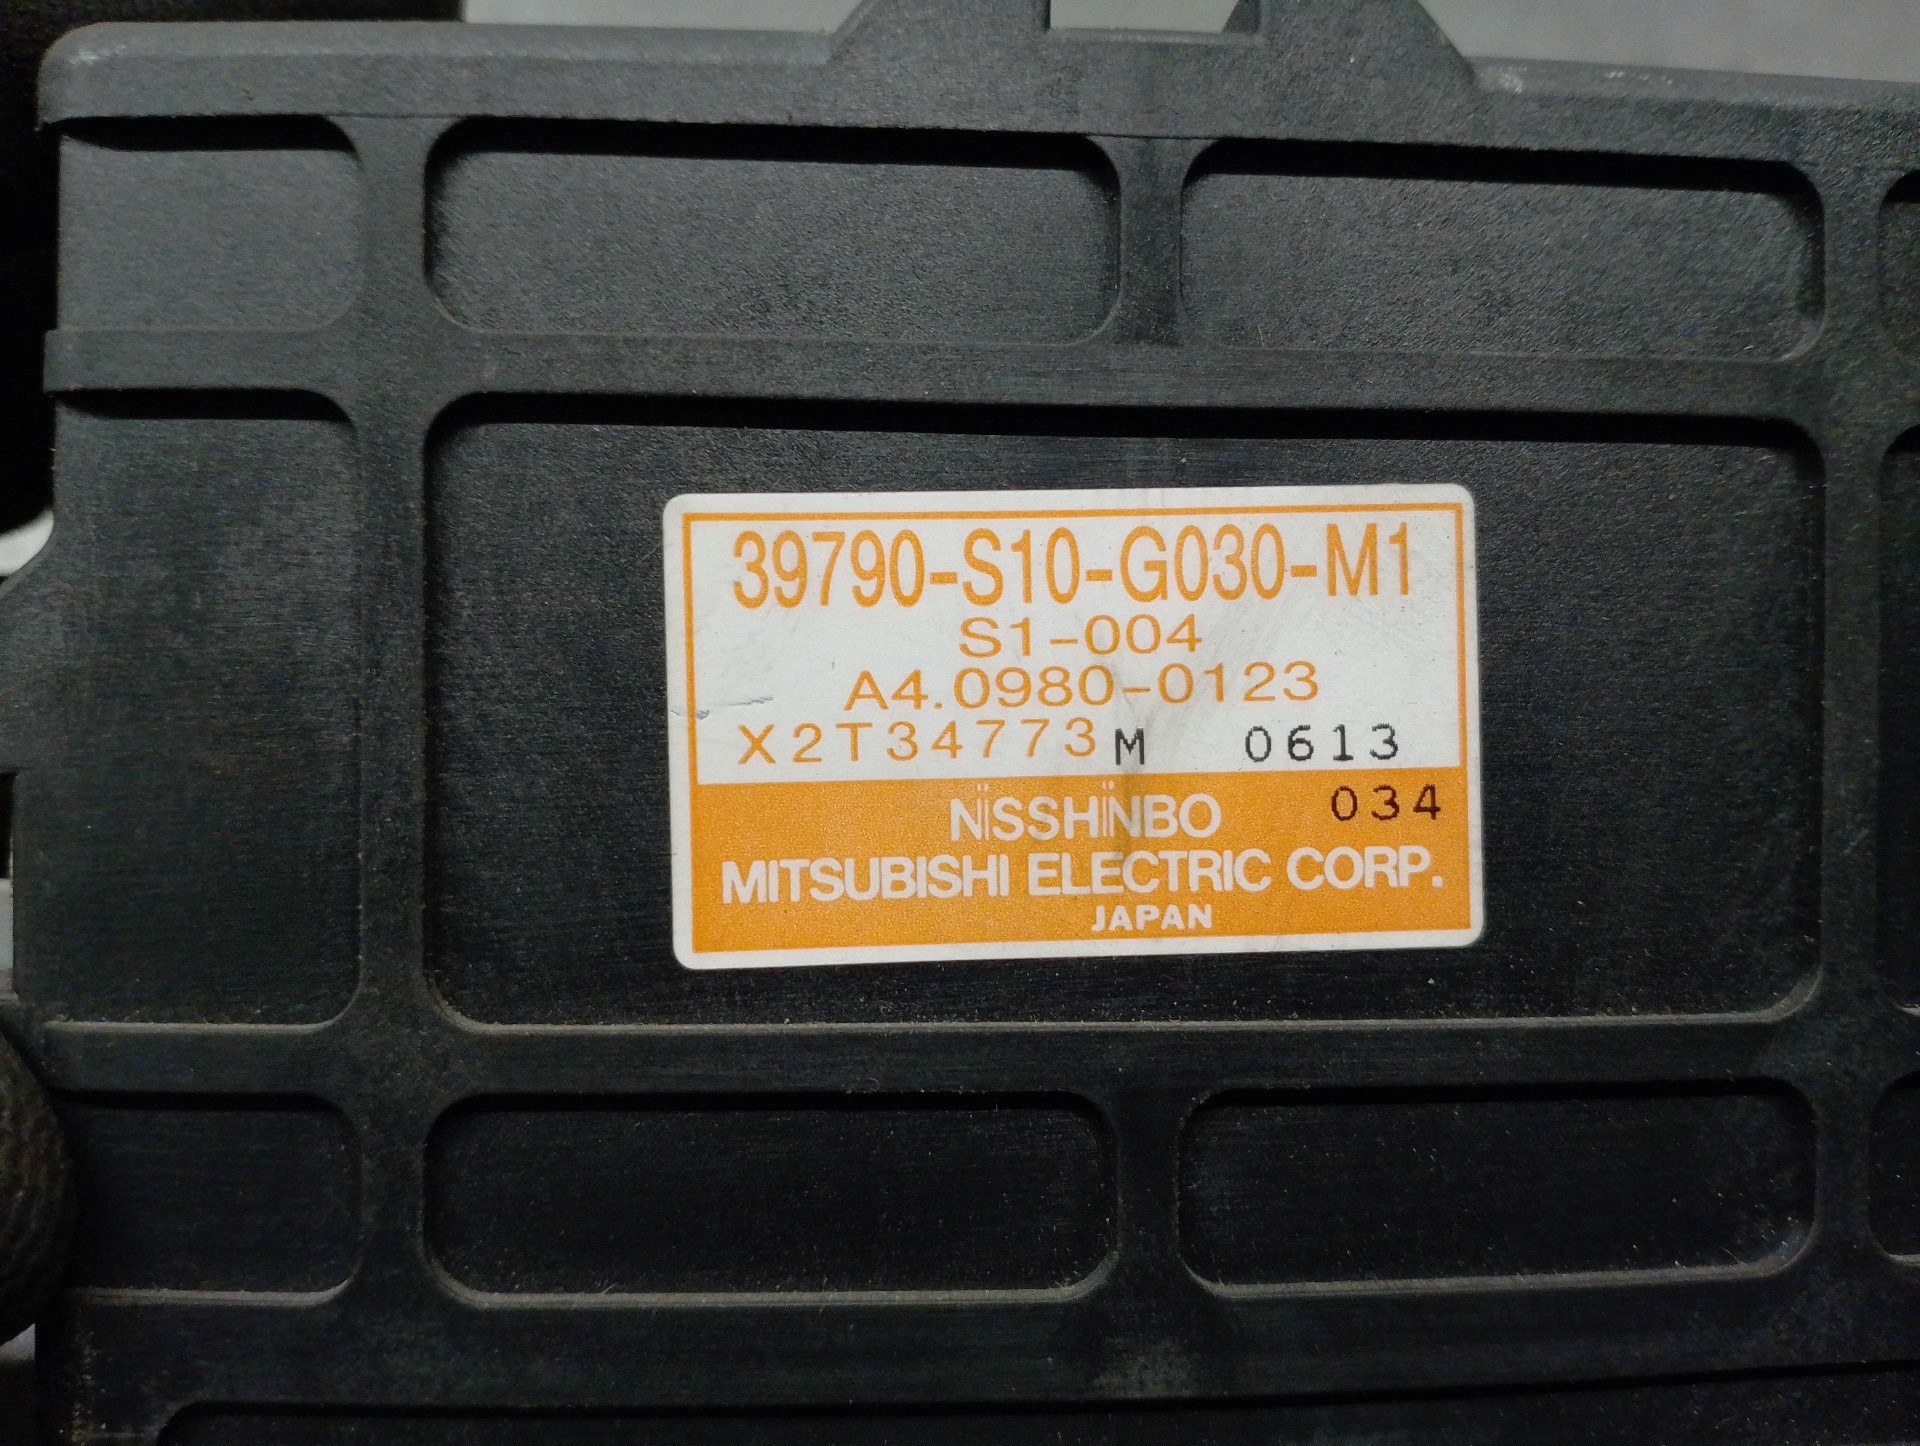 39790-S10-G030-M1
S1-004
A4.0980-0123
X2T34773M 0613
034
NISSHINBO
MITSUBISHI ELECTRIC CORP.
JAPAN